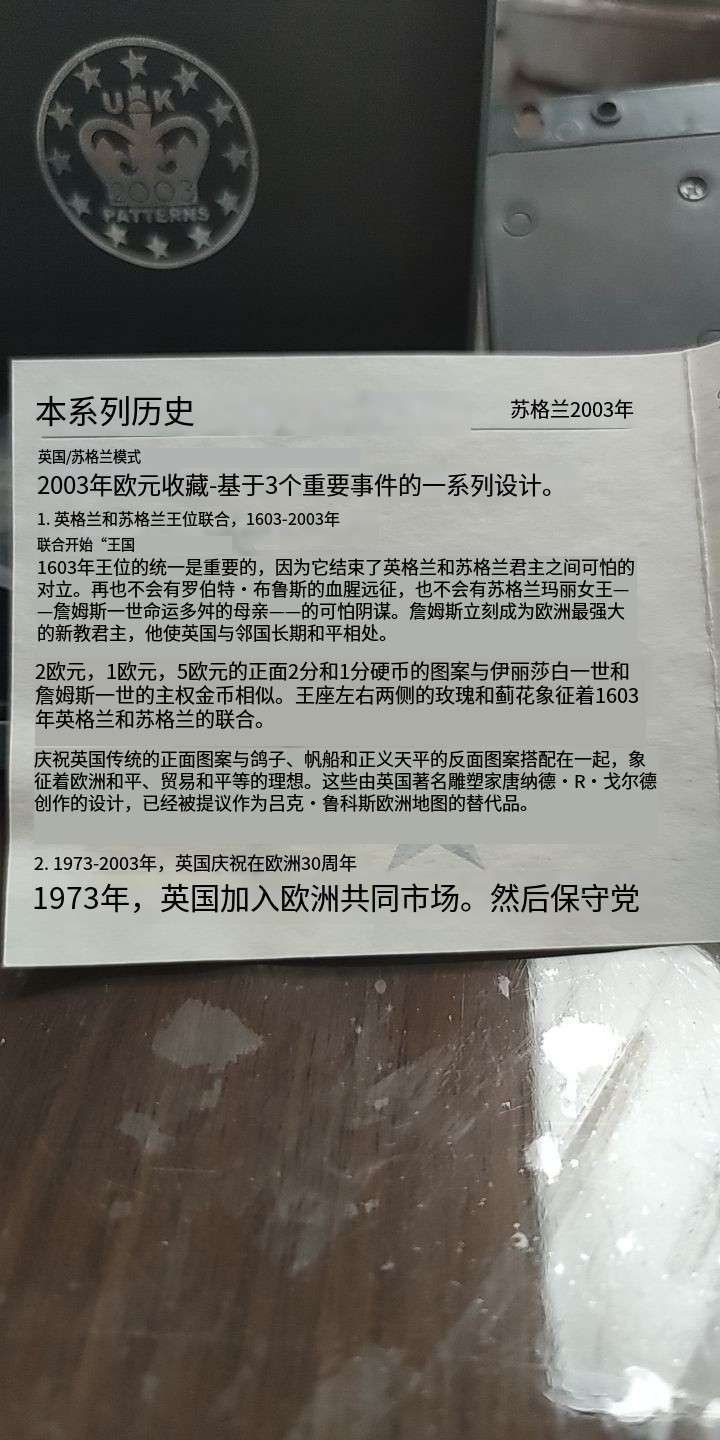 UK
2003
PATTERNS
本系列历史
苏格兰2003年
英国/苏格兰模式
2003年欧元收藏-基于3个重要事件的一系列设计。
1. 英格兰和苏格兰王位联合，1603-2003年
联合开始“王国
1603年王位的统一是重要的，因为它结束了英格兰和苏格兰君主之间可怕的
对立。再也不会有罗伯特·布鲁斯的血腥远征，也不会有苏格兰玛丽女王—
—詹姆斯一世命运多舛的母亲——的可怕阴谋。詹姆斯立刻成为欧洲最强大
的新教君主，他使英国与邻国长期和平相处。
2欧元，1欧元，5欧元的正面2分和1分硬币的图案与伊丽莎白一世和
詹姆斯一世的主权金币相似。王座左右两侧的玫瑰和蓟花象征着1603
年英格兰和苏格兰的联合。
庆祝英国传统的正面图案与鸽子、帆船和正义天平的反面图案搭配在一起，象
征着欧洲和平、贸易和平等的理想。这些由英国著名雕塑家唐纳德·R·戈尔德
创作的设计，已经被提议作为吕克·鲁科斯欧洲地图的替代品。
2. 1973-2003年，英国庆祝在欧洲30周年
1973年，英国加入欧洲共同市场。然后保守党